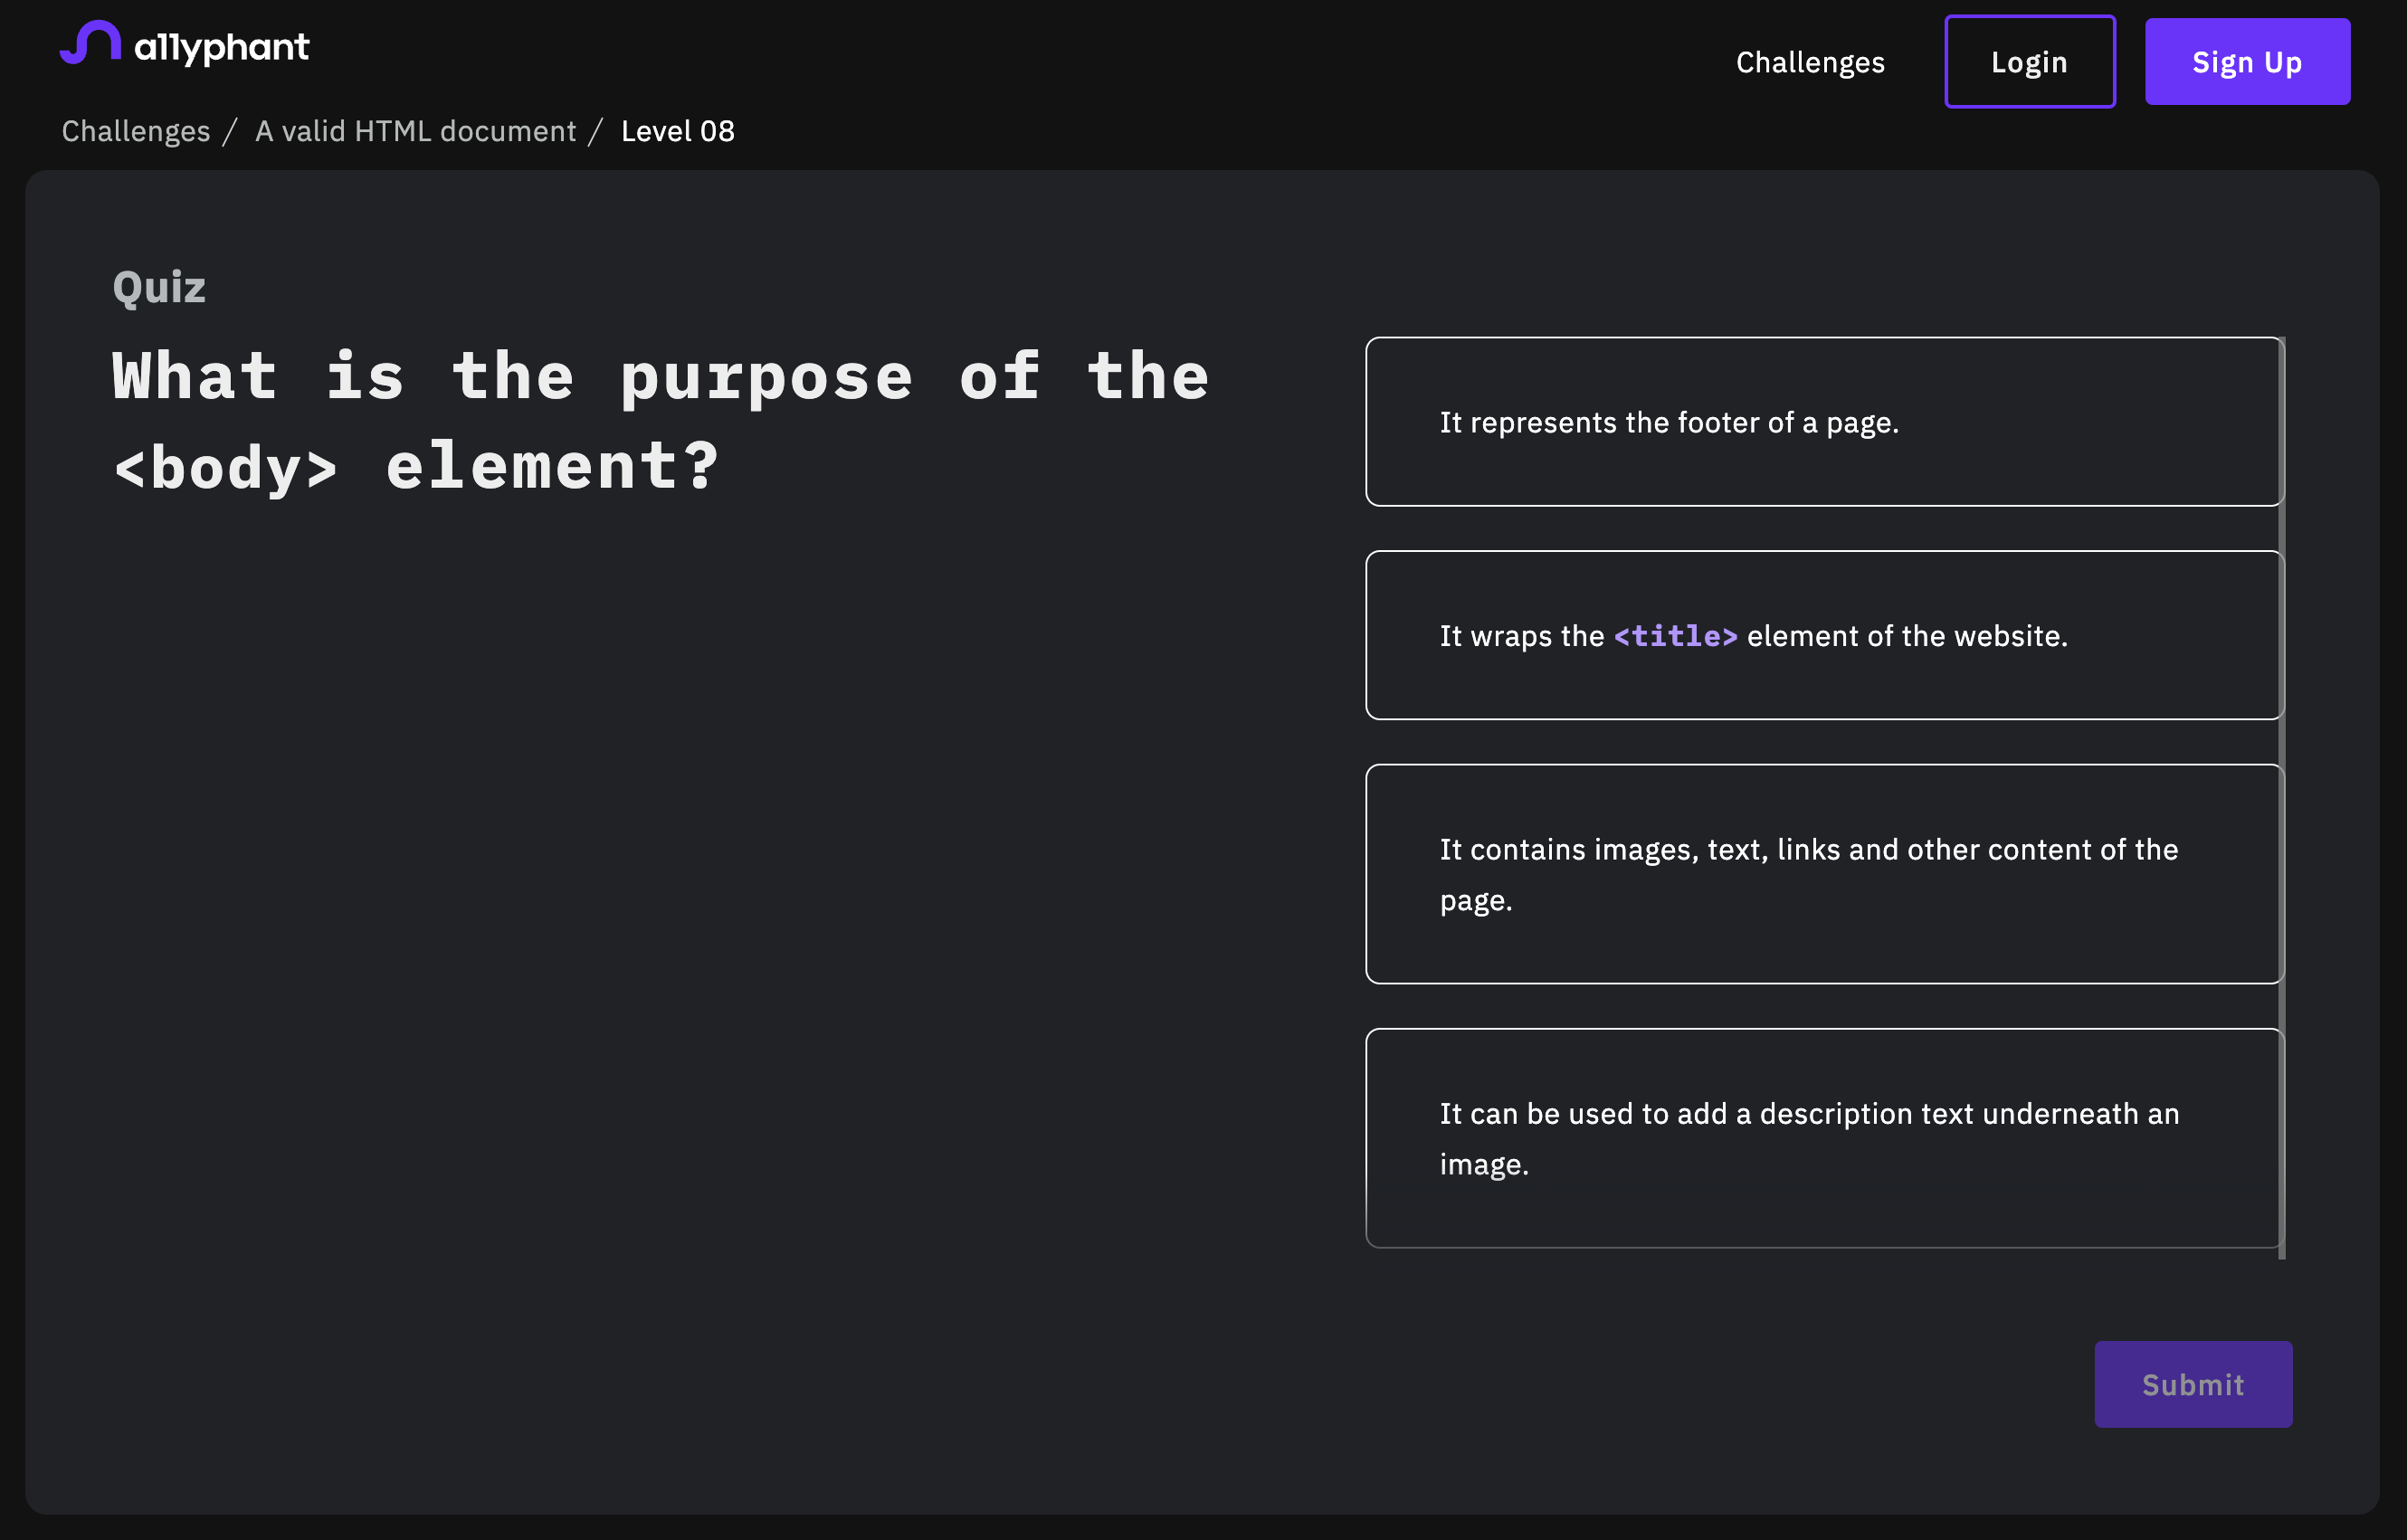 a11yphant
Challenges
Login
Sign Up
Challenges / A valid HTML document / Level 08
Quiz
What is the purpose of the
<body> element?
It represents the footer of a page.
It wraps the <title> element of the website.
It contains images, text, links and other content of the
page.
It can be used to add a description text underneath an
image.
Submit